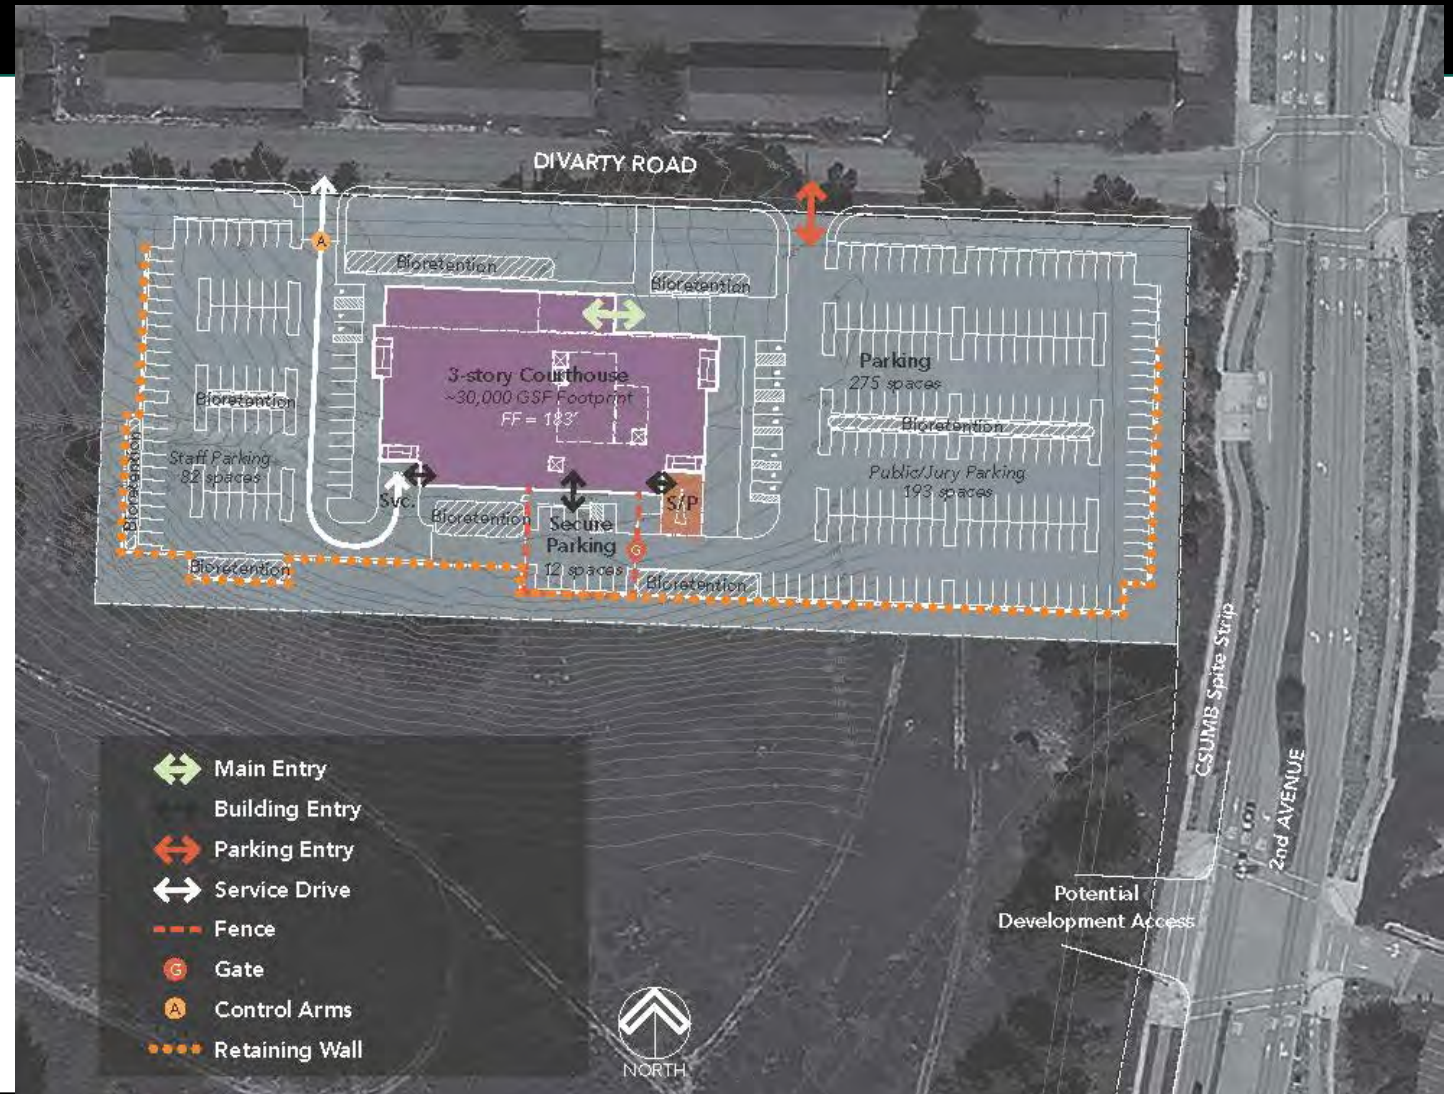 DIVARTY ROAD
A
Bioretention
Bioretention
3-story Courthouse
~30,000 GSF Footprint
FF = 183'
Parking
275 spaces
Bioretention
Bioretention
Bioretention
Staff Parking
82 spaces
Public/Jury Parking
193 spaces
Svc.
Bioretention
S/P
Secure
Parking
12 spaces
G
Bioretention
Bioretention
CSUMB Spite Strip
2nd AVENUE
Potential
Development Access
Main Entry
Building Entry
Parking Entry
Service Drive
Fence
G Gate
A Control Arms
Retaining Wall
NORTH